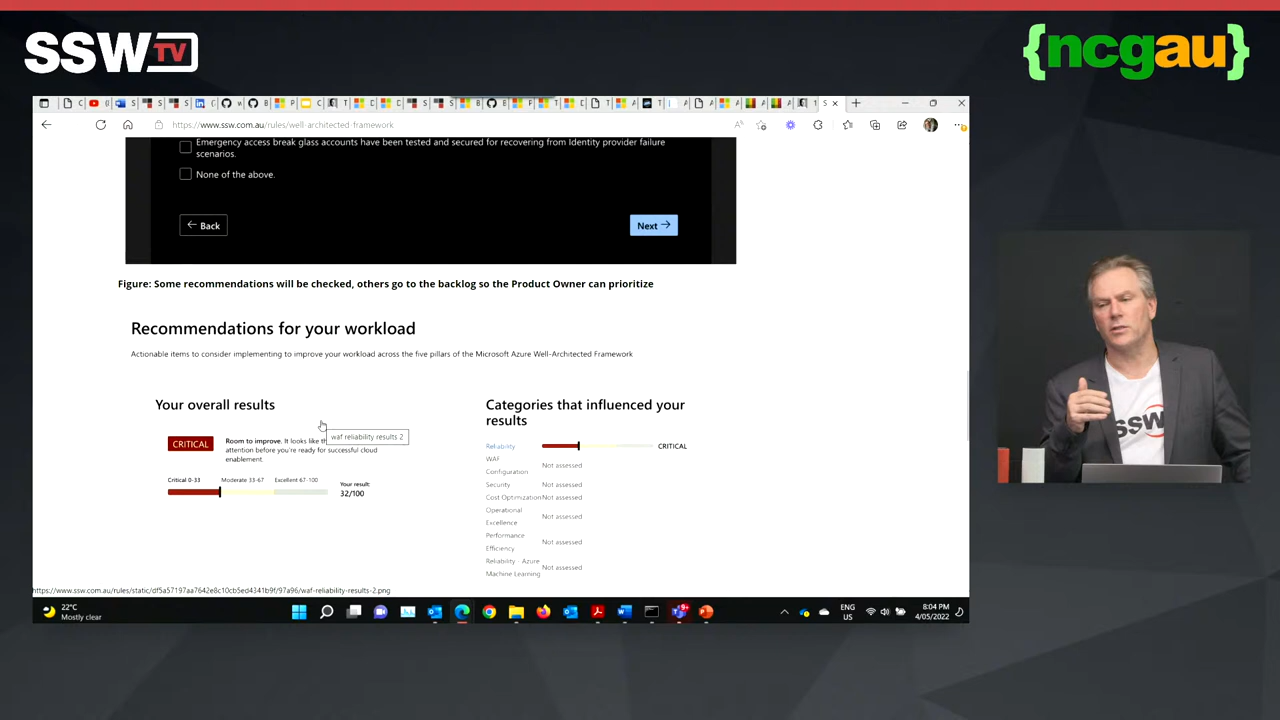 SSW TV
{ncgau}
https://www.ssw.com.au/rules/well-architected-framework
Emergency access break glass accounts have been tested and secured for recovering from Identity provider failure
scenarios.
None of the above.
Back
Next
Figure: Some recommendations will be checked, others go to the backlog so the Product Owner can prioritize
Recommendations for your workload
Actionable items to consider implementing to improve your workload across the five pillars of the Microsoft Azure Well-Architected Framework
Your overall results
CRITICAL
Room to improve. It looks like
attention before you're ready for successful cloud
enablement.
waf reliability results 2
Critical 0-33
Moderate 33-67
Excellent 67-100
Your result:
32/100
Categories that influenced your
results
Reliability
CRITICAL
WAF
Configuration
Not assessed
Security
Not assessed
Cost Optimization
Not assessed
Operational
Excellence
Not assessed
Performance
Efficiency
Not assessed
Reliability - Azure
Machine Learning
Not assessed
SSW
https://www.ssw.com.au/rules/static/df5a57197aa7642e8c10cb5ed4341b9f/97a96/waf-reliability-results-2.png
22°C
Mostly clear
ENG
US
8:04 PM
4/05/2022